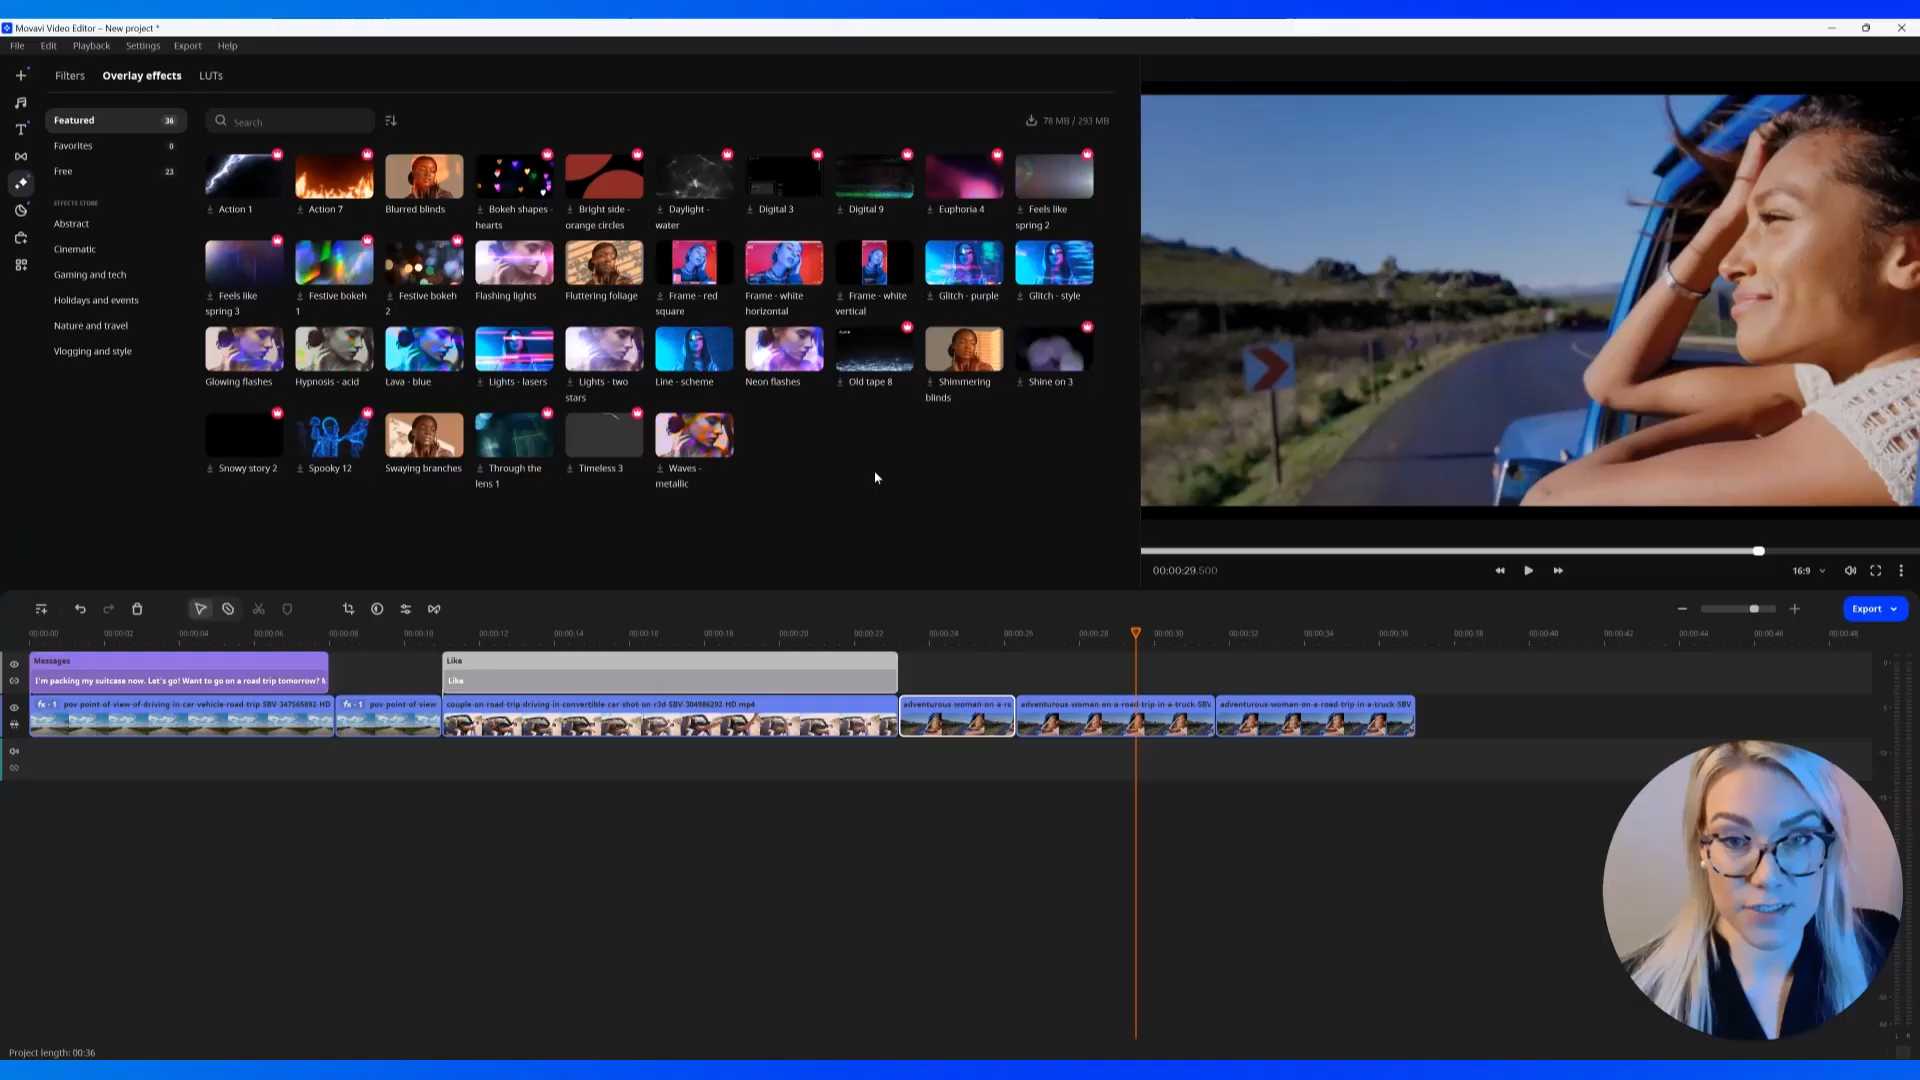 Movavi Video Editor – New project *
File Edit Playback Settings Export Help
Filters Overlay effects LUTs
Featured 36
Favorites 0
Free 23
EFFECTS STORE
Abstract
Cinematic
Gaming and tech
Holidays and events
Nature and travel
Vlogging and style
Search
78 MB / 293 MB
Action 1
Action 7
Blurred blinds
Bokeh shapes -
hearts
Bright side -
orange circles
Daylight -
water
Digital 3
Digital 9
Euphoria 4
Feels like
spring 2
Feels like
spring 3
Festive bokeh
1
Festive bokeh
2
Flashing lights
Fluttering foliage
Frame - red
square
Frame - white
horizontal
Frame - white
vertical
Glitch - purple
Glitch - style
Glowing flashes
Hypnosis - acid
Lava - blue
Lights - lasers
Lights - two
stars
Line - scheme
Neon flashes
Old tape 8
Shimmering
blinds
Shine on 3
Snowy story 2
Spooky 12
Swaying branches
Through the
lens 1
Timeless 3
Waves -
metallic
00:00:29.500
16:9
Export
00:00:00 00:00:02 00:00:04 00:00:06 00:00:08 00:00:10 00:00:12 00:00:14 00:00:16 00:00:18 00:00:20 00:00:22 00:00:24 00:00:26 00:00:28 00:00:30 00:00:32 00:00:34 00:00:36 00:00:38 00:00:40 00:00:42 00:00:44 00:00:46 00:00:48
Messages
I'm packing my suitcase now. Let's go! Want to go on a road trip tomorrow?
Like
Like
fx · 1 pov-point-of-view-of-driving-in-car-vehicle-road-trip-SBV-347565892-HD
fx · 1 pov-point-of-view
couple-on-road-trip-driving-in-convertible-car-shot-on-r3d-SBV-304986292-HD.mp4
adventurous-woman-on-a-ro
adventurous-woman-on-a-road-trip-in-a-truck-SBV
adventurous-woman-on-a-road-trip-in-a-truck-SBV
Project length: 00:36